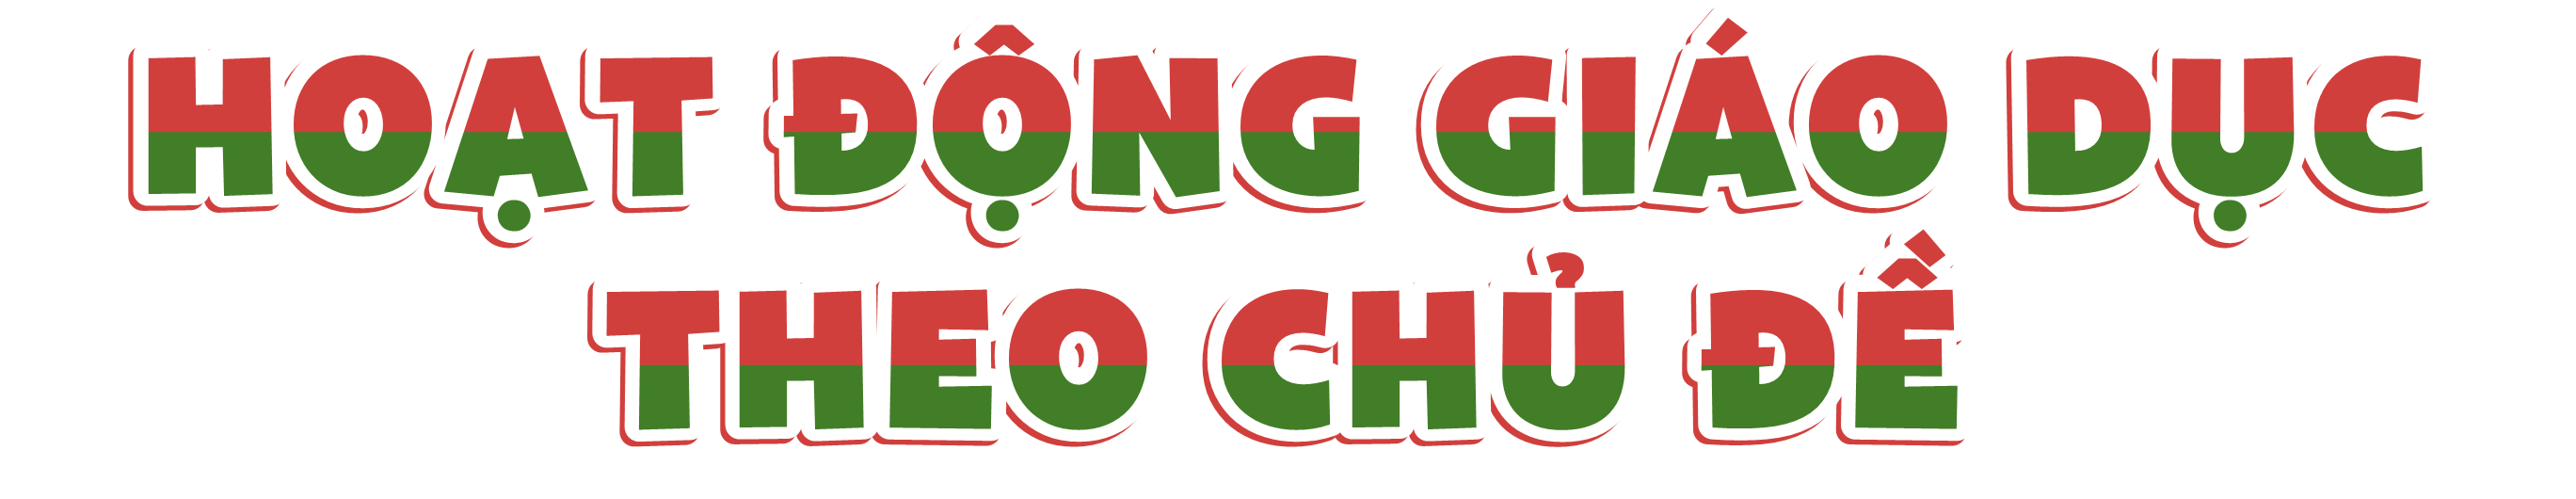 HOẠT ĐỘNG GIÁO DỤC
THEO CHỦ ĐỀ